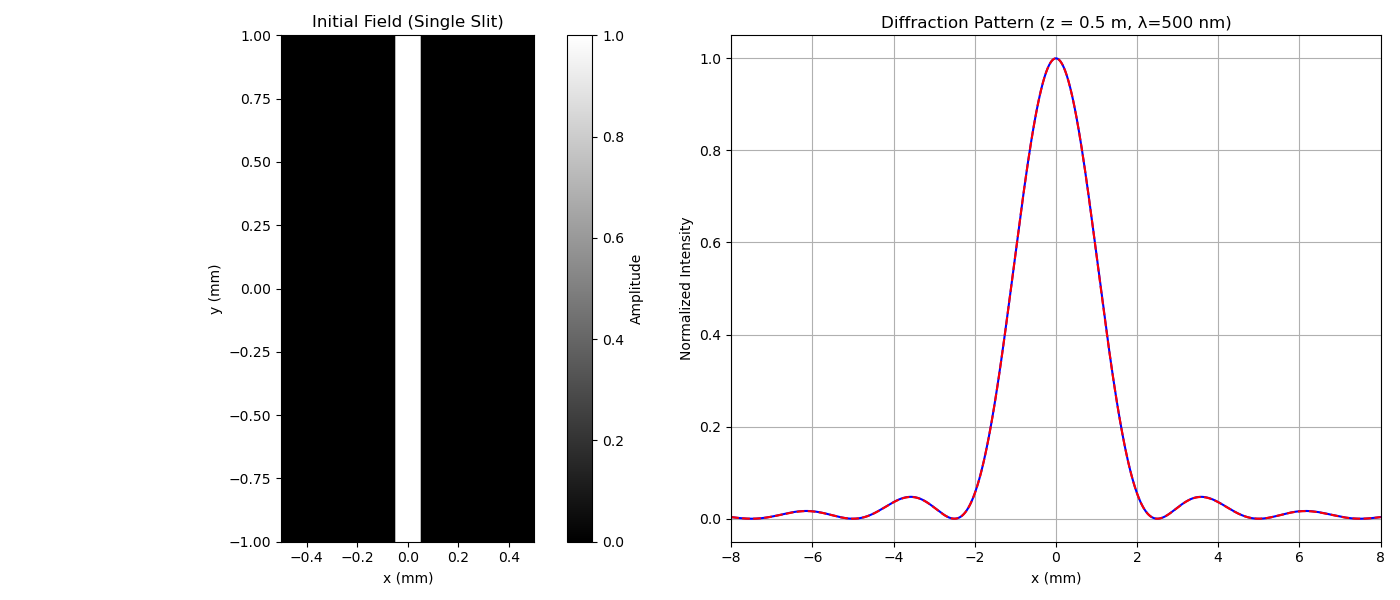 Initial Field (Single Slit)
1.00
0.75
0.50
0.25
0.00
−0.25
−0.50
−0.75
−1.00
y (mm)
−0.4 −0.2 0.0 0.2 0.4
x (mm)
1.0
0.8
0.6
0.4
0.2
0.0
Amplitude
Diffraction Pattern (z = 0.5 m, λ=500 nm)
1.0
0.8
0.6
0.4
0.2
0.0
Normalized Intensity
−8 −6 −4 −2 0 2 4 6 8
x (mm)